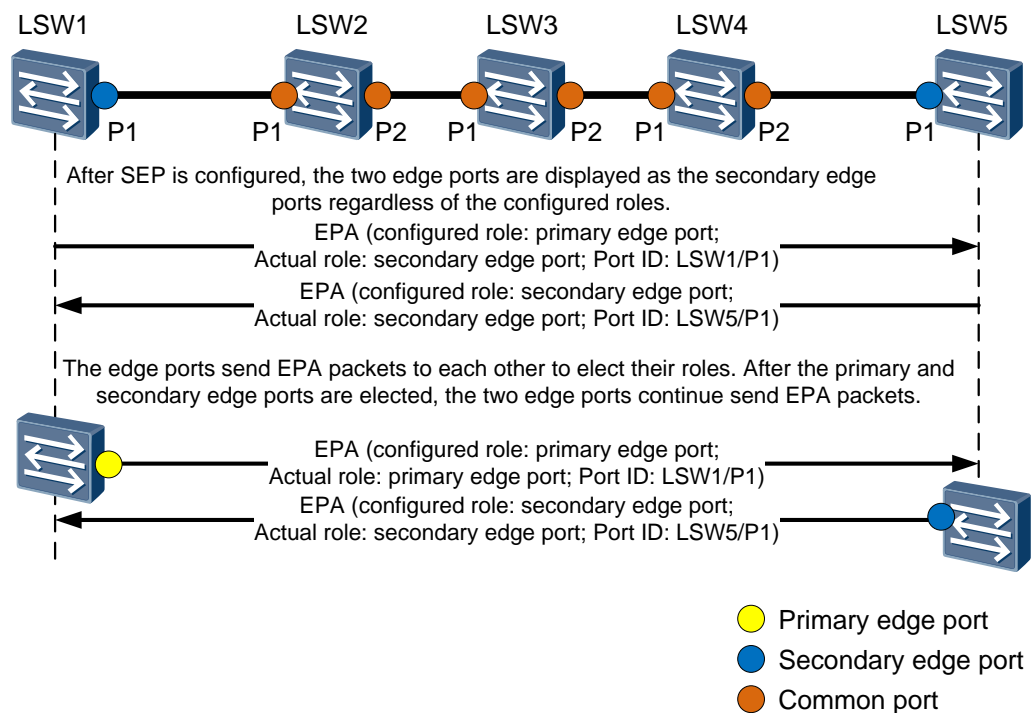 LSW1 LSW2 LSW3 LSW4 LSW5
P1 P1 P2 P1 P2 P1 P2 P1
After SEP is configured, the two edge ports are displayed as the secondary edge
ports regardless of the configured roles.
EPA (configured role: primary edge port;
Actual role: secondary edge port; Port ID: LSW1/P1)
EPA (configured role: secondary edge port;
Actual role: secondary edge port; Port ID: LSW5/P1)
The edge ports send EPA packets to each other to elect their roles. After the primary and
secondary edge ports are elected, the two edge ports continue send EPA packets.
EPA (configured role: primary edge port;
Actual role: primary edge port; Port ID: LSW1/P1)
EPA (configured role: secondary edge port;
Actual role: secondary edge port; Port ID: LSW5/P1)
Primary edge port
Secondary edge port
Common port